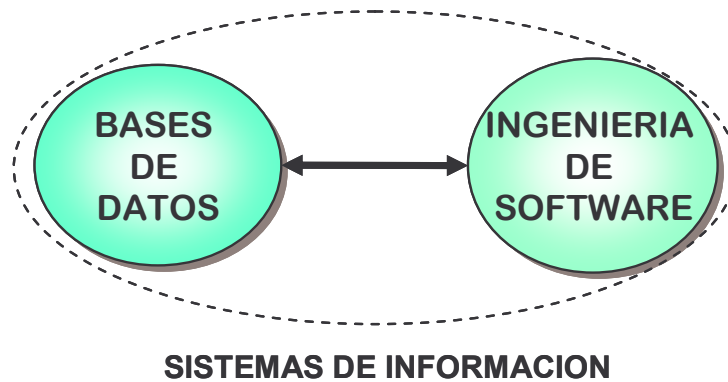 BASES
DE
DATOS
INGENIERIA
DE
SOFTWARE
SISTEMAS DE INFORMACION